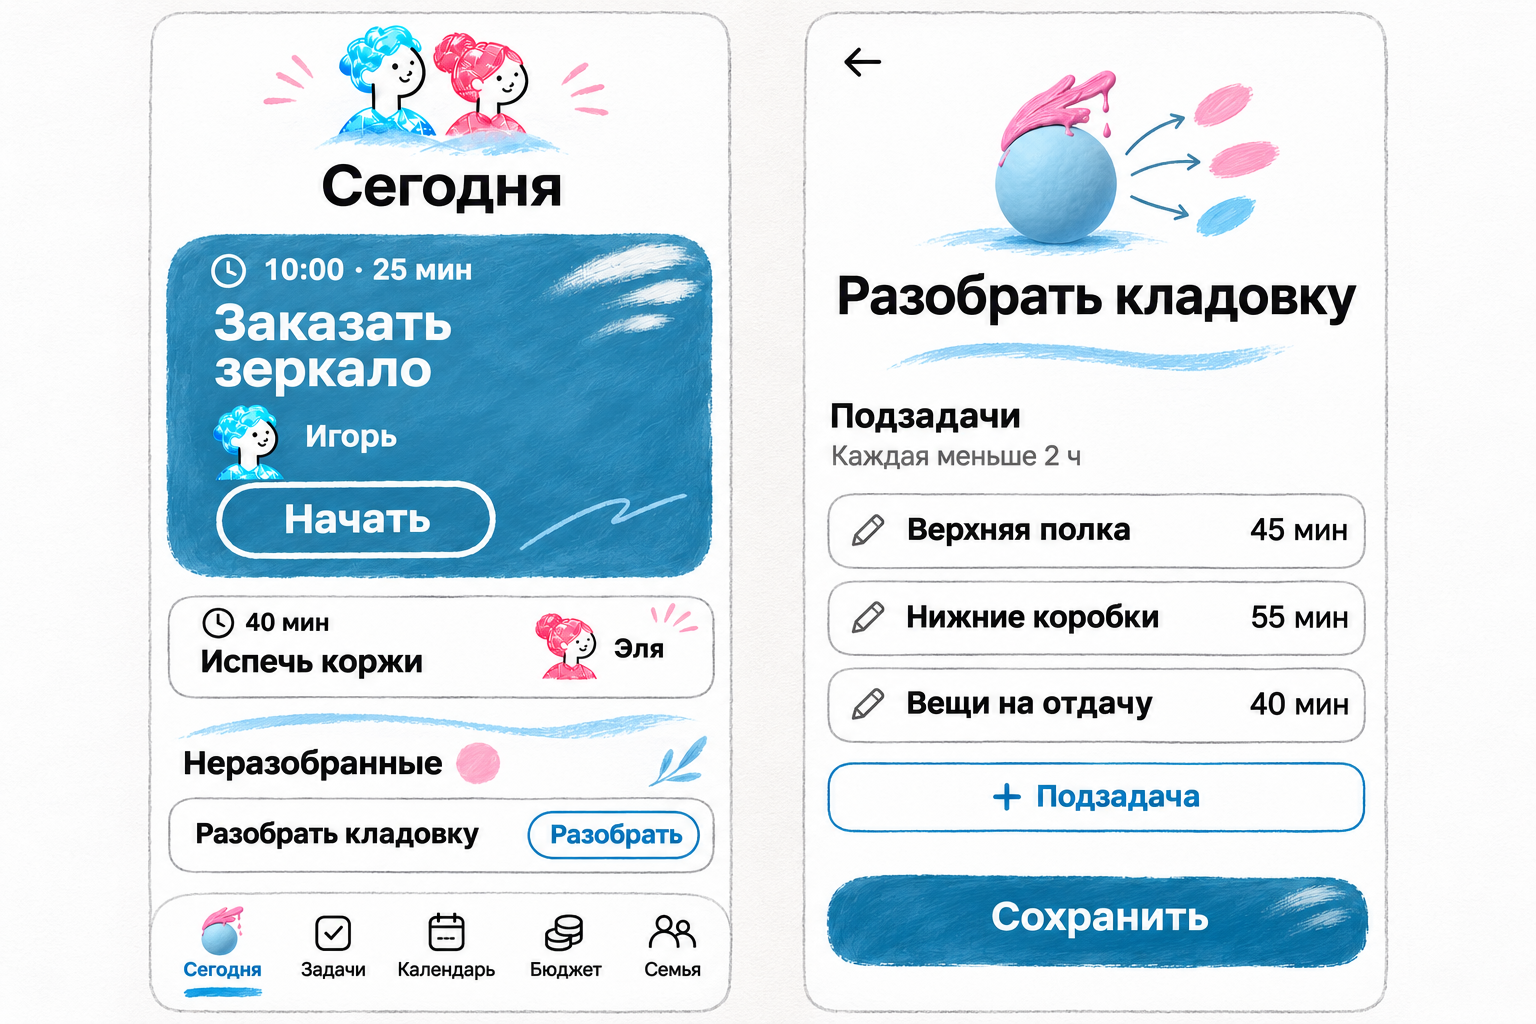 Сегодня
10:00 · 25 мин
Заказать
зеркало
Игорь
Начать
40 мин
Испечь коржи
Эля
Неразобранные
Разобрать кладовку
Разобрать
Сегодня
Задачи
Календарь
Бюджет
Семья
Разобрать кладовку
Подзадачи
Каждая меньше 2 ч
Верхняя полка
45 мин
Нижние коробки
55 мин
Вещи на отдачу
40 мин
+ Подзадача
Сохранить